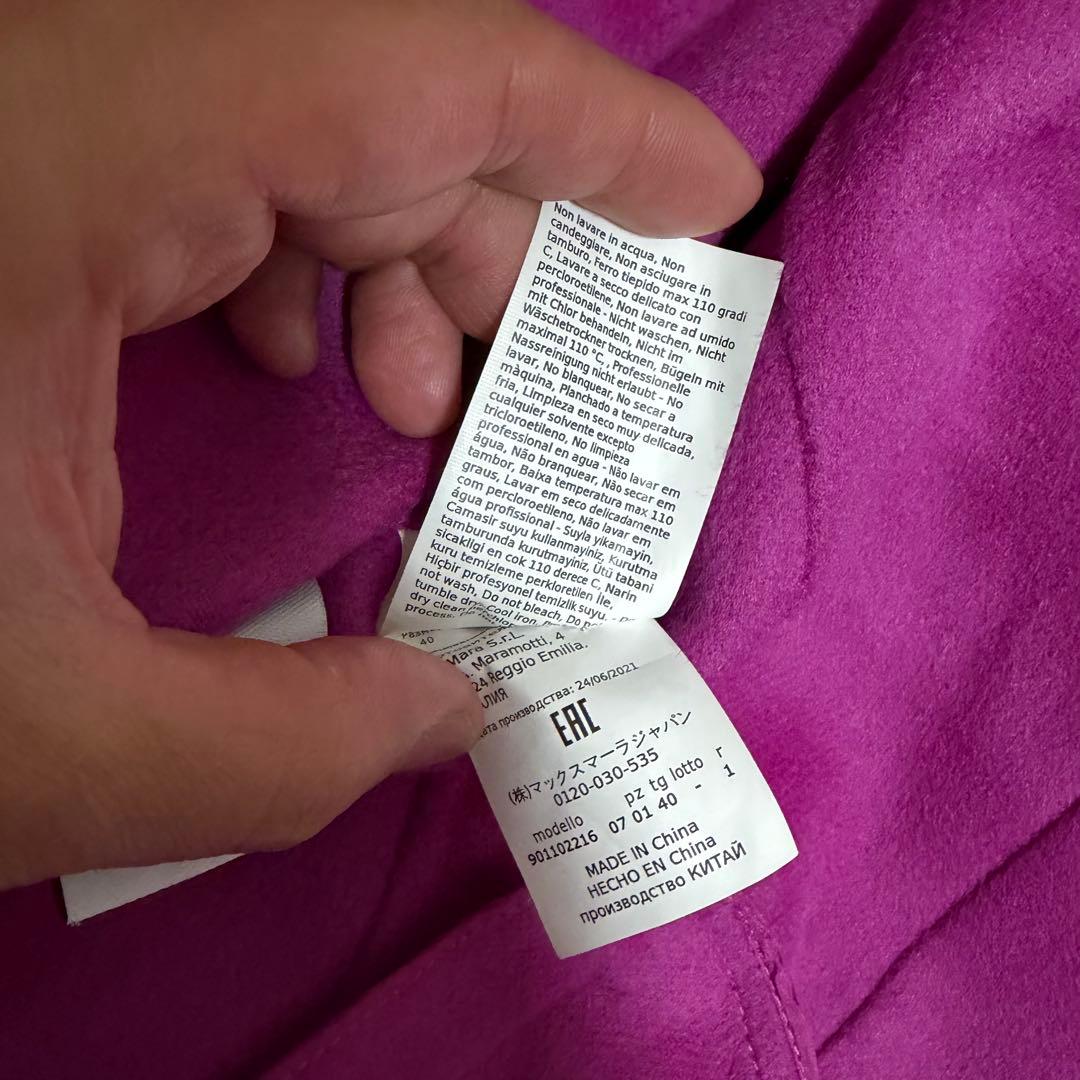 Non lavare in acqua, Non
candeggiare, Non asciugare in
tamburo, Ferro tiepido max 110 gradi
C, Lavare a secco delicato con
percloroetilene, Non lavare ad umido
professionale - Nicht waschen, Nicht
mit Chlor behandeln, Nicht im
Wäschetrockner trocknen, Bügeln mit
maximal 110 °C, , Professionelle
Nassreinigung nicht erlaubt - No
lavar, No blanquear, No secar a
màquina, Planchado a temperatura
fria, Limpieza en seco muy delicada,
cualquier solvente excepto
tricloroetileno, No limpieza
professional en agua - Não lavar em
água, Não branquear, Não secar em
tambor, Baixa temperatura max 110
graus, Lavar em seco delicadamente
com percloroetileno, Não lavar em
água profissional - Suyla yikamayin,
Camasir suyu kullanmayiniz, Kurutma
tamburunda kurutmayiniz, Ütü tabani
sicakligi en cok 110 derece C, Narin
kuru temizleme perkloretilen ile,
Hiçbir profesyonel temizlik suyu, -
not wash, Do not bleach, Do
tumble Cool iron,
dry clean
process,
40
Mara S.r.L.
Maramotti, 4
24 Reggio Emilia,
производства: 24/06/2021
EAC
(株)マックスマーラジャパン
0120-030-535
modello pz tg lotto r
901102216 07 01 40 - 1
MADE IN China
HECHO EN China
производство КИТАЙ